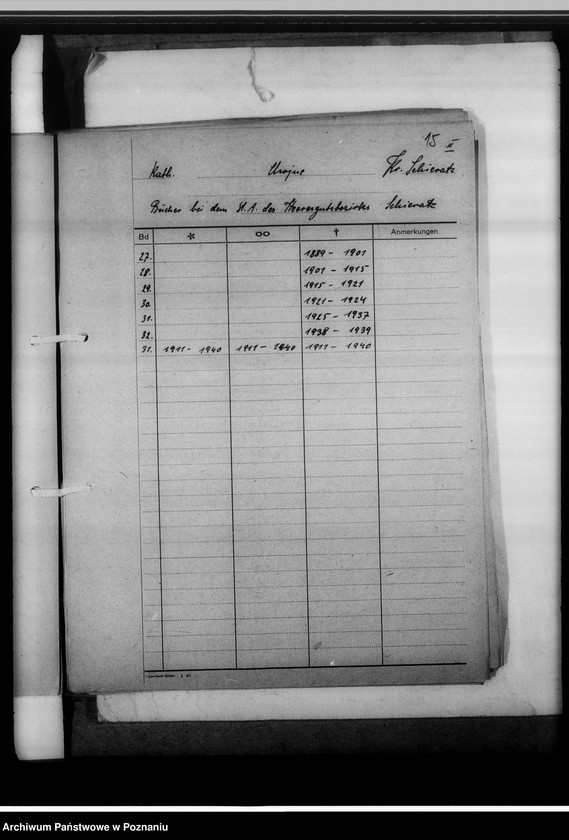 15 II
Kath. Urojne Kr. Schieratz
Bücher bei dem St. A. des Heeresgutsbezirkes Schieratz
Bd * oo † Anmerkungen
27. 1889 - 1901
28. 1901 - 1915
29. 1915 - 1921
30. 1921 - 1924
31. 1925 - 1937
32. 1938 - 1939
31. 1911 - 1940 1911 - 1940 1911 - 1940
Archiwum Państwowe w Poznaniu